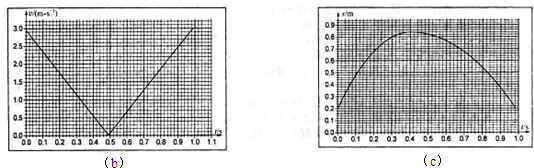 v/(m·s⁻¹)
3.0
2.5
2.0
1.5
1.0
0.5
0.0
0.0 0.1 0.2 0.3 0.4 0.5 0.6 0.7 0.8 0.9 1.0 1.1
t/s
(b)
s/m
0.9
0.8
0.7
0.6
0.5
0.4
0.3
0.2
0.1
0.0
0.0 0.1 0.2 0.3 0.4 0.5 0.6 0.7 0.8 0.9 1.0
t/s
(c)